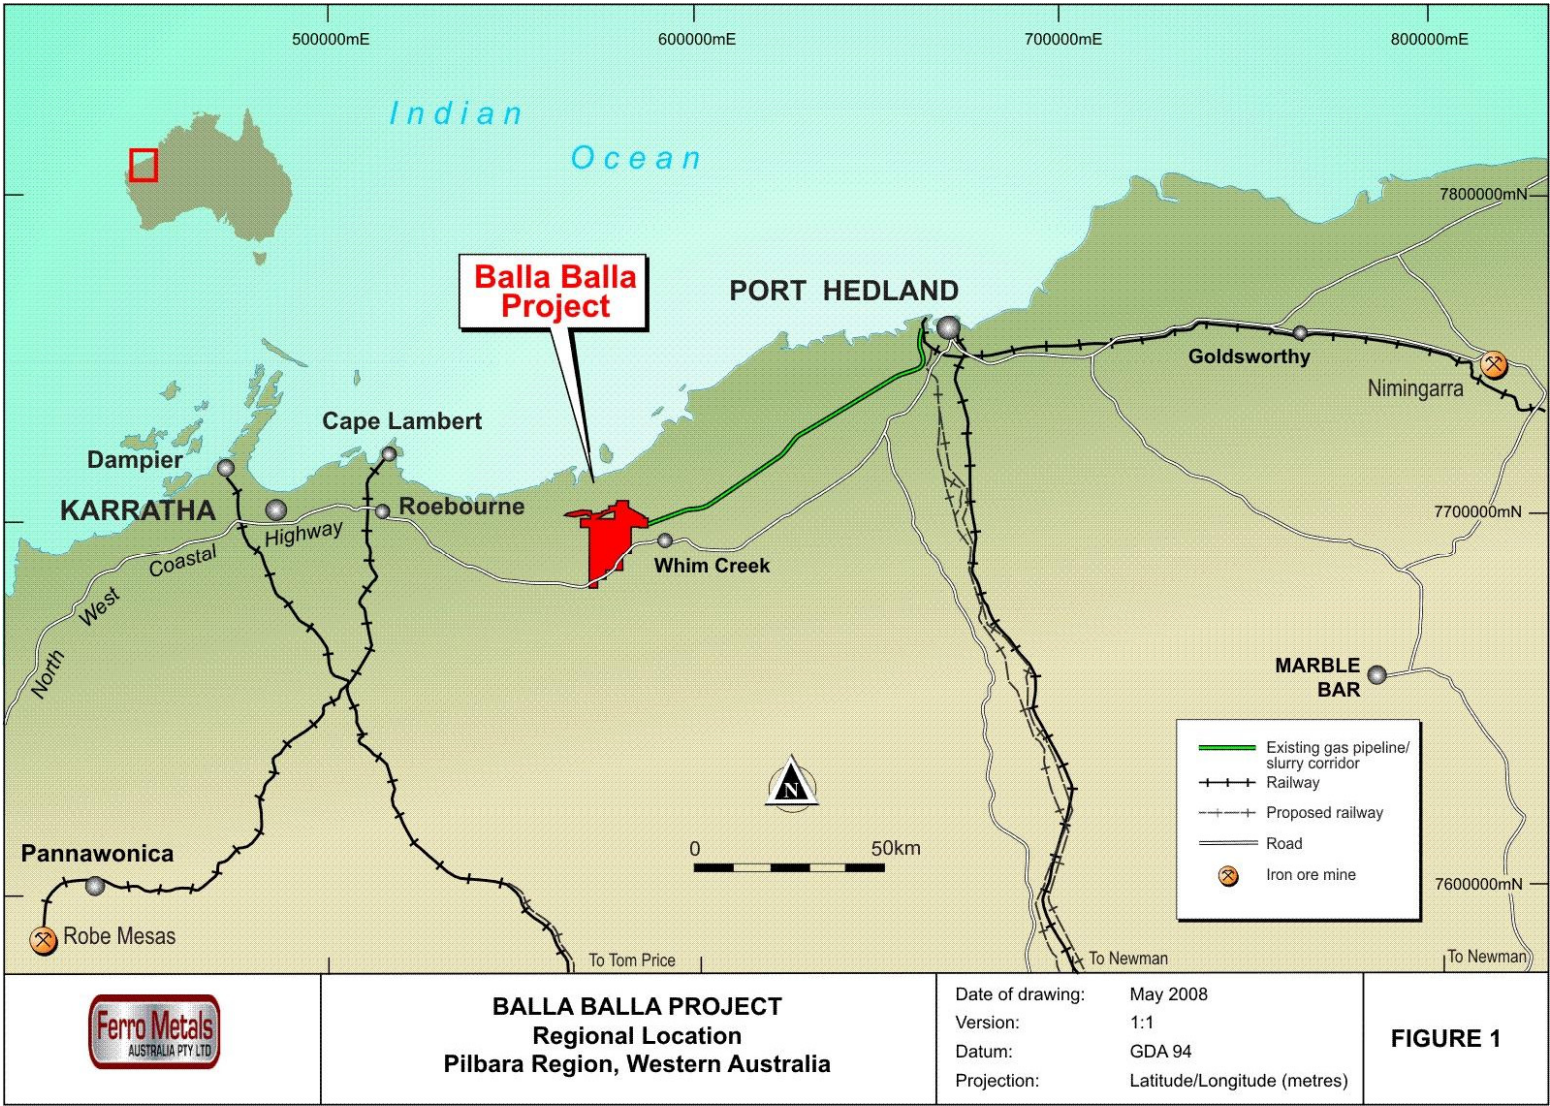 500000mE
600000mE
700000mE
800000mE
Indian
Ocean
7800000mN
Balla Balla
Project
PORT HEDLAND
Goldsworthy
Nimingarra
Cape Lambert
Dampier
KARRATHA
Roebourne
Highway
Coastal
West
North
Whim Creek
7700000mN
MARBLE
BAR
Existing gas pipeline/
slurry corridor
Railway
Proposed railway
Road
Iron ore mine
N
0 50km
Pannawonica
Robe Mesas
7600000mN
To Tom Price
To Newman
To Newman
Ferro Metals
AUSTRALIA PTY LTD
BALLA BALLA PROJECT
Regional Location
Pilbara Region, Western Australia
Date of drawing: May 2008
Version: 1:1
Datum: GDA 94
Projection: Latitude/Longitude (metres)
FIGURE 1